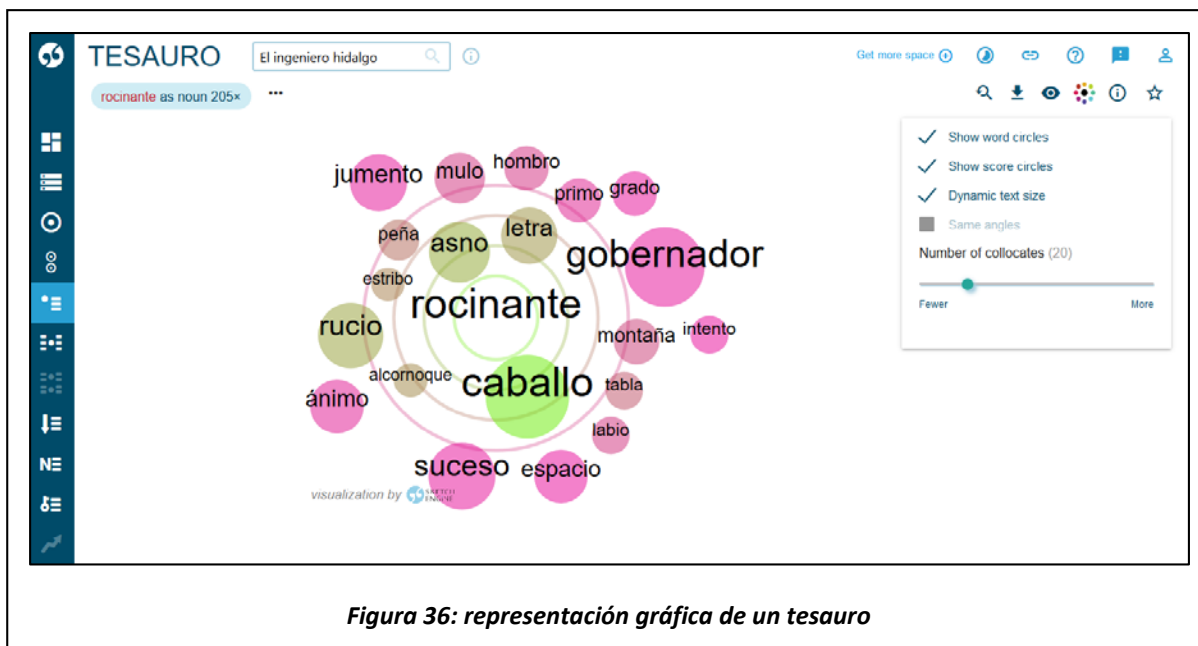 TESAURO
El ingeniero hidalgo
Get more space
rocinante as noun 205×
...
Show word circles
Show score circles
Dynamic text size
Same angles
Number of collocates (20)
Fewer More
jumento
mulo
hombro
primo
grado
peña
asno
letra
gobernador
estribo
rocinante
rucio
montaña
intento
alcornoque
caballo
tabla
ánimo
labio
suceso
espacio
visualization by SKETCH
ENGINE
Figura 36: representación gráfica de un tesauro